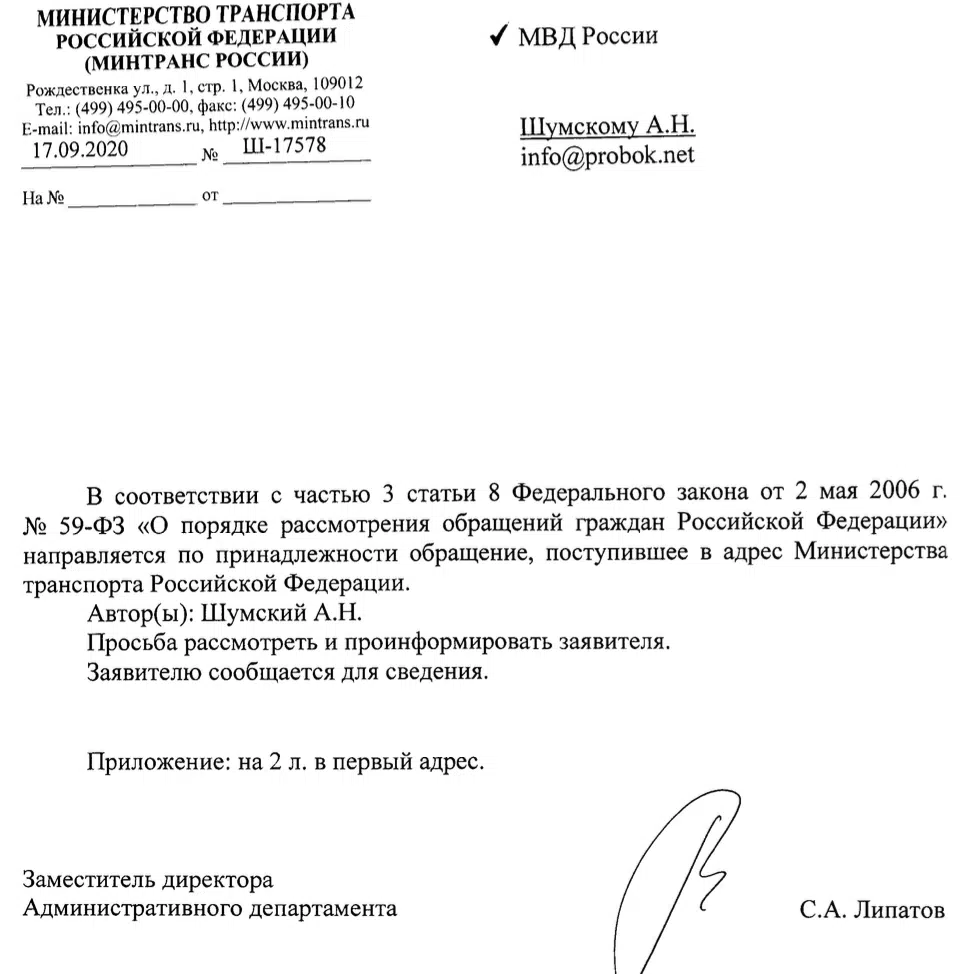 МИНИСТЕРСТВО ТРАНСПОРТА
РОССИЙСКОЙ ФЕДЕРАЦИИ
(МИНТРАНС РОССИИ)
Рождественка ул., д. 1, стр. 1, Москва, 109012
Тел.: (499) 495-00-00, факс: (499) 495-00-10
E-mail: info@mintrans.ru, http://www.mintrans.ru
17.09.2020 № Ш-17578
На № от
✓ МВД России
Шумскому А.Н.
info@probok.net
В соответствии с частью 3 статьи 8 Федерального закона от 2 мая 2006 г.
№ 59-ФЗ «О порядке рассмотрения обращений граждан Российской Федерации»
направляется по принадлежности обращение, поступившее в адрес Министерства
транспорта Российской Федерации.
Автор(ы): Шумский А.Н.
Просьба рассмотреть и проинформировать заявителя.
Заявителю сообщается для сведения.
Приложение: на 2 л. в первый адрес.
Заместитель директора
Административного департамента
С.А. Липатов